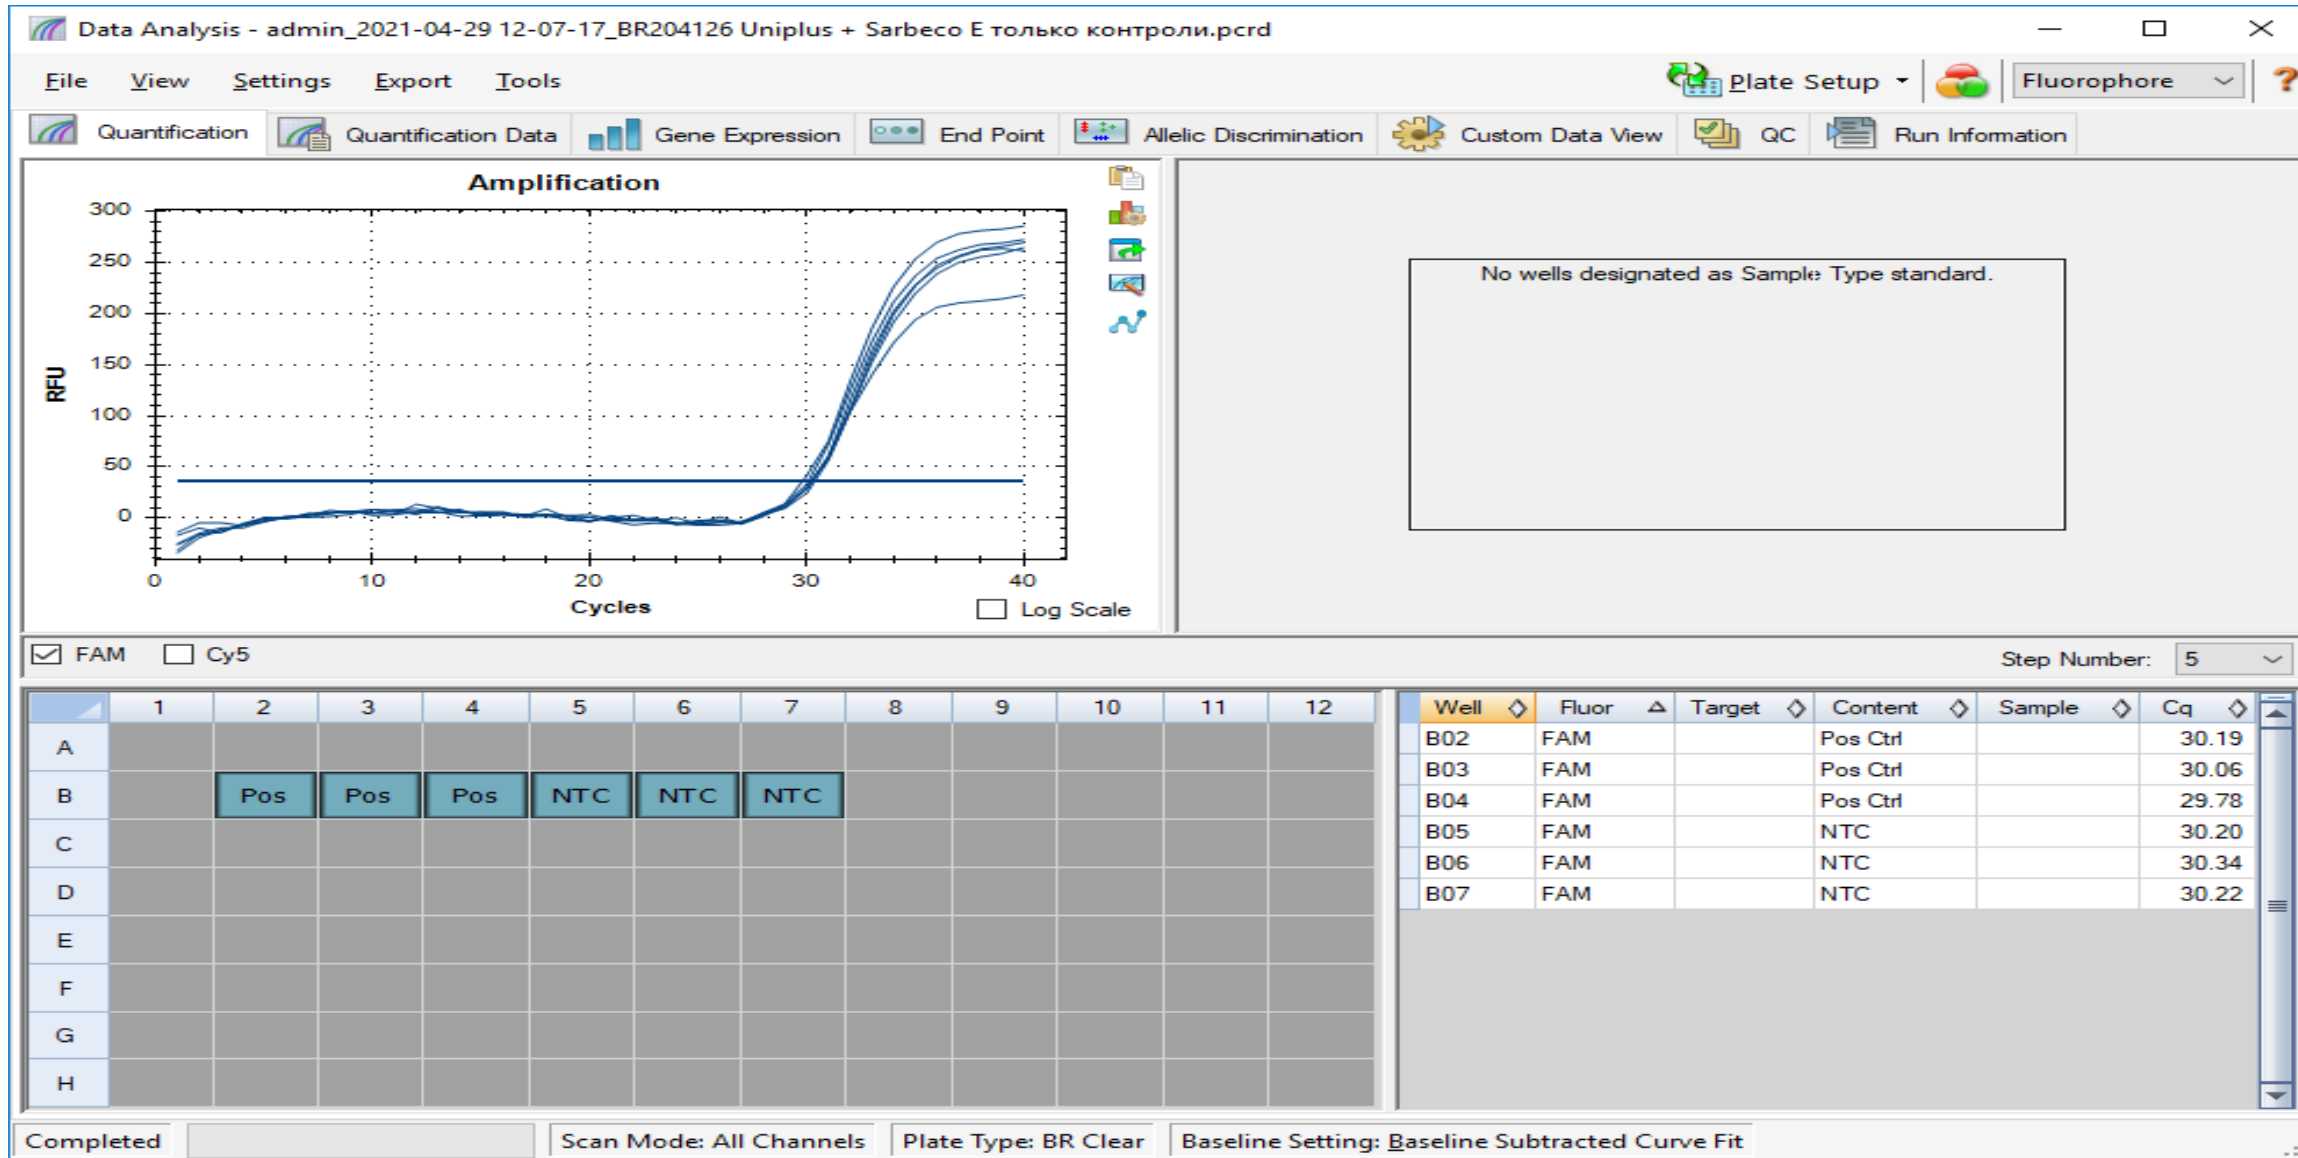 Data Analysis - admin_2021-04-29 12-07-17_BR204126 Uniplus + Sarbeco E только контроли.pcrd
File View Settings Export Tools Plate Setup Fluorophore ?
Quantification Quantification Data Gene Expression End Point Allelic Discrimination Custom Data View QC Run Information
Amplification
300
250
200
150
100
50
0
RFU
0 10 20 30 40
Cycles
Log Scale
No wells designated as Sample Type standard.
FAM Cy5 Step Number: 5
1 2 3 4 5 6 7 8 9 10 11 12
A
B Pos Pos Pos NTC NTC NTC
C
D
E
F
G
H
Well Fluor Target Content Sample Cq
B02 FAM Pos Ctrl 30.19
B03 FAM Pos Ctrl 30.06
B04 FAM Pos Ctrl 29.78
B05 FAM NTC 30.20
B06 FAM NTC 30.34
B07 FAM NTC 30.22
Completed Scan Mode: All Channels Plate Type: BR Clear Baseline Setting: Baseline Subtracted Curve Fit